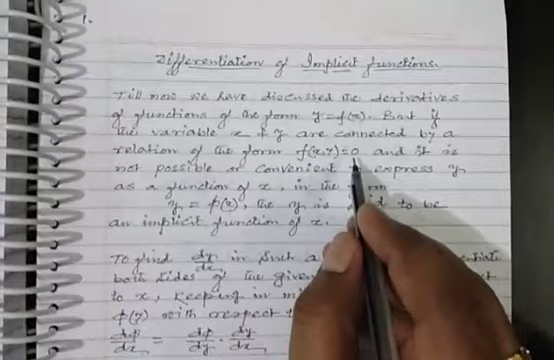 1.
Differentiation of Implicit functions.
Till now we have discussed the derivatives
of functions of the form y=f(x). But if
the variable x & y are connected by a
relation of the form f(x,y)=0 and it is
not possible or convenient express y
as a function of x, in the
y = φ(x), the y is to be
an implicit function of x.
To find dy/dx in such a
both sides of the given
to x, keeping in
φ(y) with respect
dφ/dx = dφ/dy · dy/dx